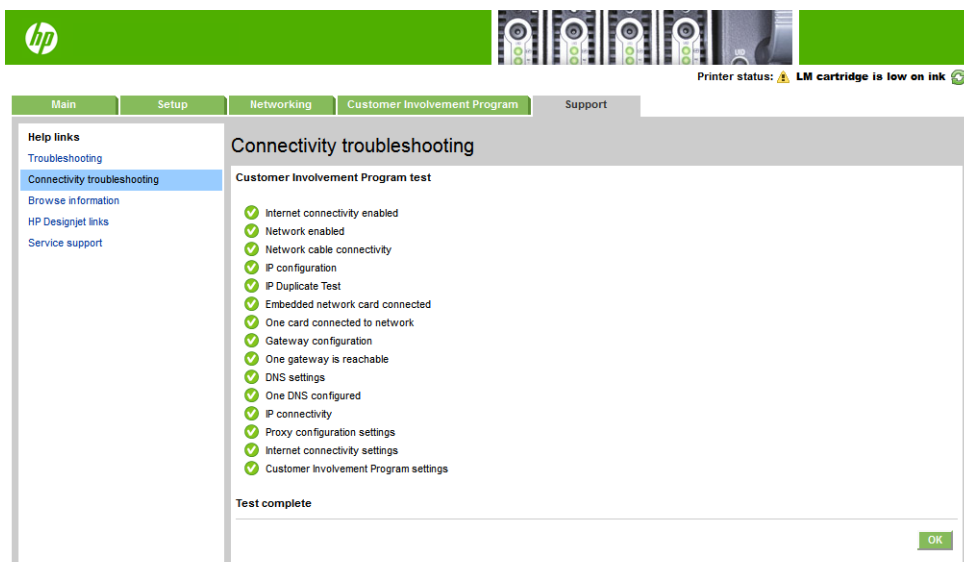 hp
UID
Printer status: LM cartridge is low on ink
Main Setup Networking Customer Involvement Program Support
Help links
Troubleshooting
Connectivity troubleshooting
Browse information
HP Designjet links
Service support
Connectivity troubleshooting
Customer Involvement Program test
Internet connectivity enabled
Network enabled
Network cable connectivity
IP configuration
IP Duplicate Test
Embedded network card connected
One card connected to network
Gateway configuration
One gateway is reachable
DNS settings
One DNS configured
IP connectivity
Proxy configuration settings
Internet connectivity settings
Customer Involvement Program settings
Test complete
OK